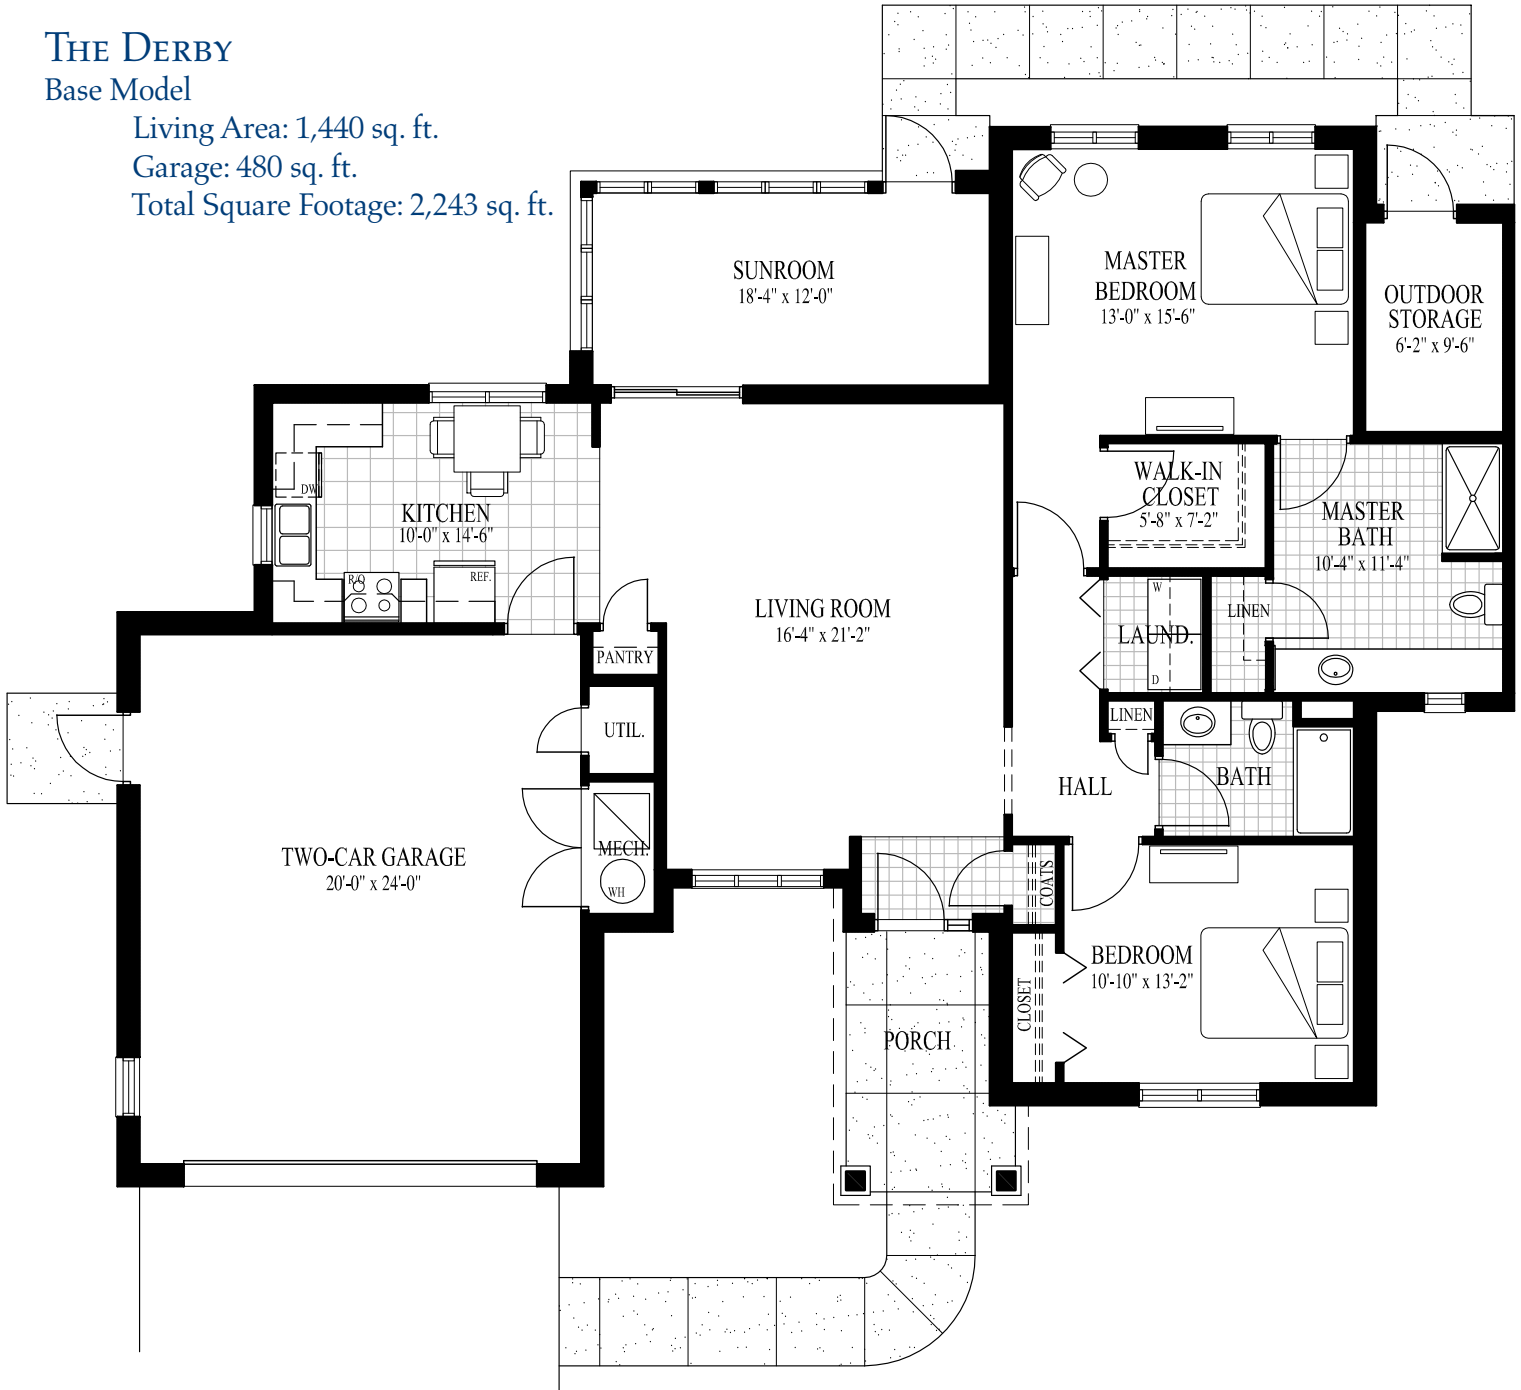 THE DERBY
Base Model
Living Area: 1,440 sq. ft.
Garage: 480 sq. ft.
Total Square Footage: 2,243 sq. ft.
SUNROOM
18'-4" x 12'-0"
MASTER
BEDROOM
13'-0" x 15'-6"
OUTDOOR
STORAGE
6'-2" x 9'-6"
WALK-IN
CLOSET
5'-8" x 7'-2"
MASTER
BATH
10'-4" x 11'-4"
DW
KITCHEN
10'-0" x 14'-6"
R/O
REF.
LIVING ROOM
16'-4" x 21'-2"
W
LAUND.
D
LINEN
PANTRY
UTIL.
LINEN
BATH
HALL
MECH.
WH
TWO-CAR GARAGE
20'-0" x 24'-0"
COATS
BEDROOM
10'-10" x 13'-2"
CLOSET
PORCH